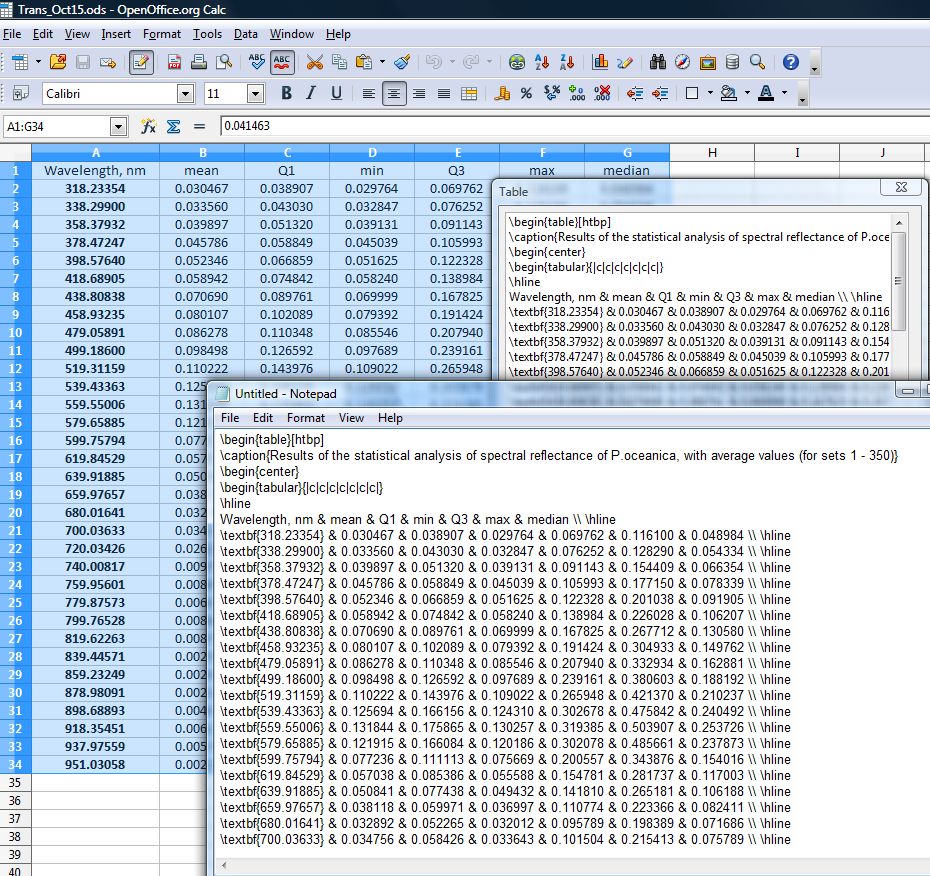 Trans_Oct15.ods - OpenOffice.org Calc
File Edit View Insert Format Tools Data Window Help
Calibri 11 B I U
A1:G34 0.041463
A B C D E F G H I J
1 Wavelength, nm mean Q1 min Q3 max median
2 318.23354 0.030467 0.038907 0.029764 0.069762
3 338.29900 0.033560 0.043030 0.032847 0.076252
4 358.37932 0.039897 0.051320 0.039131 0.091143
5 378.47247 0.045786 0.058849 0.045039 0.105993
6 398.57640 0.052346 0.066859 0.051625 0.122328
7 418.68905 0.058942 0.074842 0.058240 0.138984
8 438.80838 0.070690 0.089761 0.069999 0.167825
9 458.93235 0.080107 0.102089 0.079392 0.191424
10 479.05891 0.086278 0.110348 0.085546 0.207940
11 499.18600 0.098498 0.126592 0.097689 0.239161
12 519.31159 0.110222 0.143976 0.109022 0.265948
13 539.43363 0.125
14 559.55006 0.131
15 579.65885 0.121
16 599.75794 0.077
17 619.84529 0.057
18 639.91885 0.050
19 659.97657 0.038
20 680.01641 0.032
21 700.03633 0.034
22 720.03426 0.026
23 740.00817 0.009
24 759.95601 0.008
25 779.87573 0.006
26 799.76528 0.008
27 819.62263 0.008
28 839.44571 0.002
29 859.23249 0.002
30 878.98091 0.002
31 898.68893 0.004
32 918.35451 0.006
33 937.97559 0.005
34 951.03058 0.002
35
36
37
38
39
40
Table
\begin{table}[htbp]
\caption{Results of the statistical analysis of spectral reflectance of P.oce
\begin{center}
\begin{tabular}{|c|c|c|c|c|c|c|}
\hline
Wavelength, nm & mean & Q1 & min & Q3 & max & median \\ \hline
\textbf{318.23354} & 0.030467 & 0.038907 & 0.029764 & 0.069762 & 0.116
\textbf{338.29900} & 0.033560 & 0.043030 & 0.032847 & 0.076252 & 0.128
\textbf{358.37932} & 0.039897 & 0.051320 & 0.039131 & 0.091143 & 0.154
\textbf{378.47247} & 0.045786 & 0.058849 & 0.045039 & 0.105993 & 0.177
\textbf{398.57640} & 0.052346 & 0.066859 & 0.051625 & 0.122328 & 0.201
Untitled - Notepad
File Edit Format View Help
\begin{table}[htbp]
\caption{Results of the statistical analysis of spectral reflectance of P.oceanica, with average values (for sets 1 - 350)}
\begin{center}
\begin{tabular}{|c|c|c|c|c|c|c|}
\hline
Wavelength, nm & mean & Q1 & min & Q3 & max & median \\ \hline
\textbf{318.23354} & 0.030467 & 0.038907 & 0.029764 & 0.069762 & 0.116100 & 0.048984 \\ \hline
\textbf{338.29900} & 0.033560 & 0.043030 & 0.032847 & 0.076252 & 0.128290 & 0.054334 \\ \hline
\textbf{358.37932} & 0.039897 & 0.051320 & 0.039131 & 0.091143 & 0.154409 & 0.066354 \\ \hline
\textbf{378.47247} & 0.045786 & 0.058849 & 0.045039 & 0.105993 & 0.177150 & 0.078339 \\ \hline
\textbf{398.57640} & 0.052346 & 0.066859 & 0.051625 & 0.122328 & 0.201038 & 0.091905 \\ \hline
\textbf{418.68905} & 0.058942 & 0.074842 & 0.058240 & 0.138984 & 0.226028 & 0.106207 \\ \hline
\textbf{438.80838} & 0.070690 & 0.089761 & 0.069999 & 0.167825 & 0.267712 & 0.130580 \\ \hline
\textbf{458.93235} & 0.080107 & 0.102089 & 0.079392 & 0.191424 & 0.304933 & 0.149762 \\ \hline
\textbf{479.05891} & 0.086278 & 0.110348 & 0.085546 & 0.207940 & 0.332934 & 0.162881 \\ \hline
\textbf{499.18600} & 0.098498 & 0.126592 & 0.097689 & 0.239161 & 0.380603 & 0.188192 \\ \hline
\textbf{519.31159} & 0.110222 & 0.143976 & 0.109022 & 0.265948 & 0.421370 & 0.210237 \\ \hline
\textbf{539.43363} & 0.125694 & 0.166156 & 0.124310 & 0.302678 & 0.475842 & 0.240492 \\ \hline
\textbf{559.55006} & 0.131844 & 0.175865 & 0.130257 & 0.319385 & 0.503907 & 0.253726 \\ \hline
\textbf{579.65885} & 0.121915 & 0.166084 & 0.120186 & 0.302078 & 0.485661 & 0.237873 \\ \hline
\textbf{599.75794} & 0.077236 & 0.111113 & 0.075669 & 0.200557 & 0.343876 & 0.154016 \\ \hline
\textbf{619.84529} & 0.057038 & 0.085386 & 0.055588 & 0.154781 & 0.281737 & 0.117003 \\ \hline
\textbf{639.91885} & 0.050841 & 0.077438 & 0.049432 & 0.141810 & 0.265181 & 0.106188 \\ \hline
\textbf{659.97657} & 0.038118 & 0.059971 & 0.036997 & 0.110774 & 0.223366 & 0.082411 \\ \hline
\textbf{680.01641} & 0.032892 & 0.052265 & 0.032012 & 0.095789 & 0.198389 & 0.071686 \\ \hline
\textbf{700.03633} & 0.034756 & 0.058426 & 0.033643 & 0.101504 & 0.215413 & 0.075789 \\ \hline